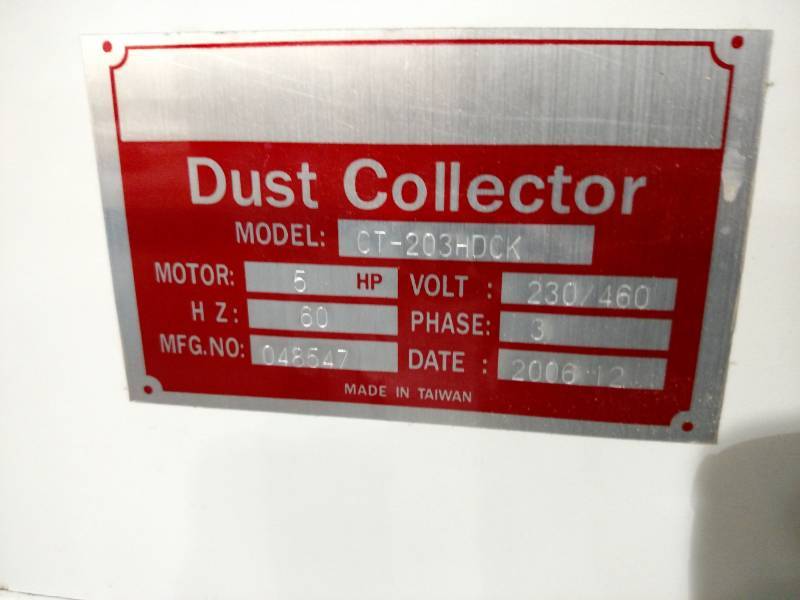 Dust Collector
MODEL: CT-203HDCK
MOTOR: 5 HP VOLT : 230/460
H Z : 60 PHASE: 3
MFG.NO: 048547 DATE : 2006·12
MADE IN TAIWAN